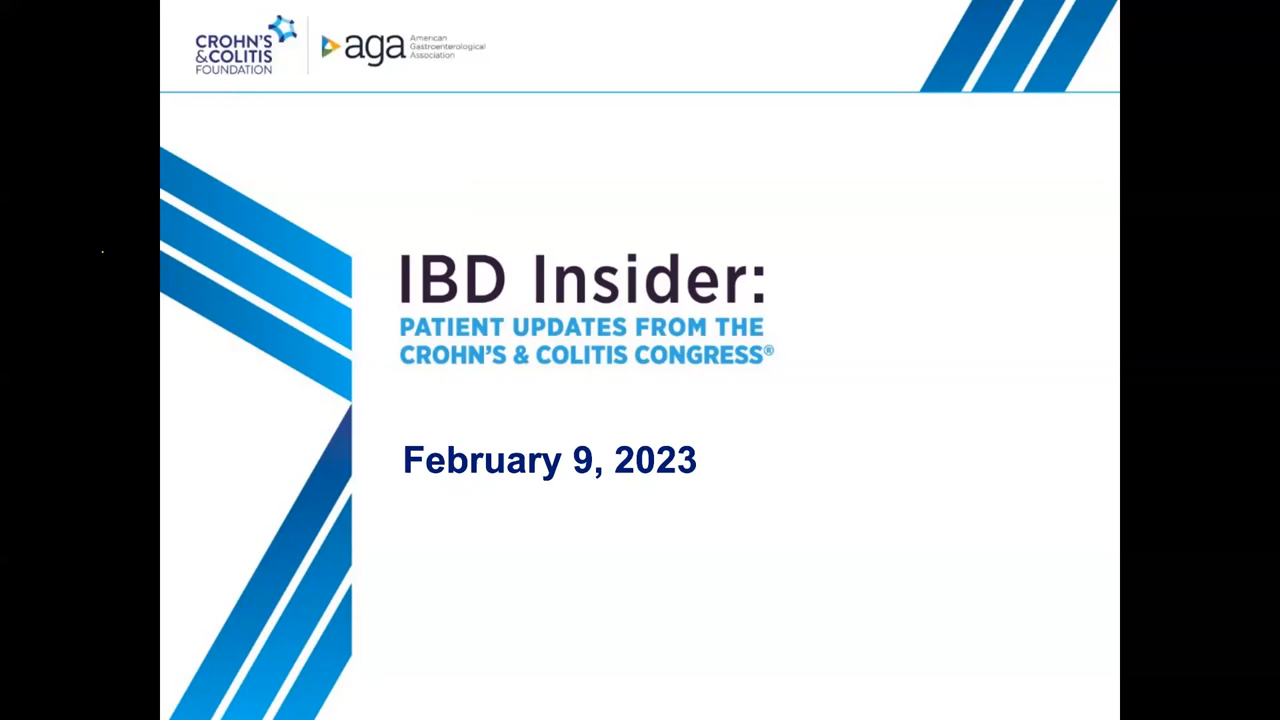 CROHN'S
&COLITIS
FOUNDATION
aga
American
Gastroenterological
Association
IBD Insider:
PATIENT UPDATES FROM THE
CROHN'S & COLITIS CONGRESS®
February 9, 2023